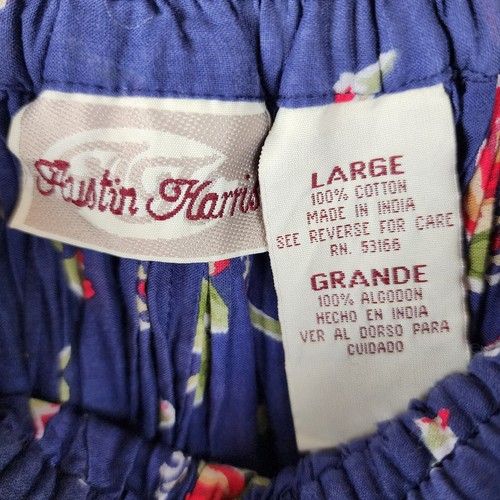 Austin Harris
LARGE
100% COTTON
MADE IN INDIA
SEE REVERSE FOR CARE
RN. 53166
GRANDE
100% ALGODON
HECHO EN INDIA
VER AL DORSO PARA
CUIDADO